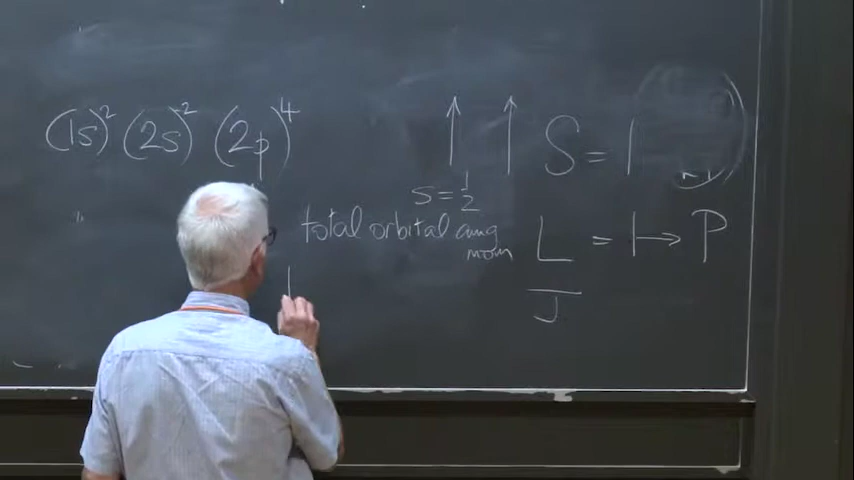 (1s)² (2s)² (2p)⁴
↑ ↑ S = 1
s = 1/2
total orbital ang mom L = 1 → P
J